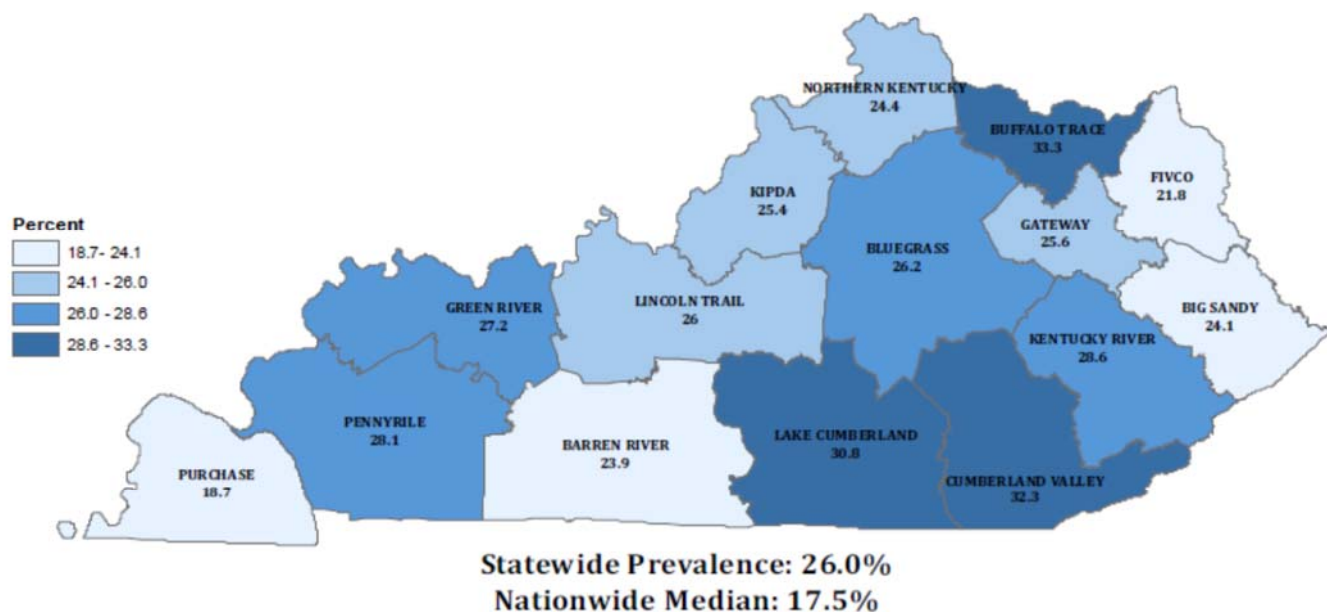 NORTHERN KENTUCKY
24.4
BUFFALO TRACE
33.3
FIVCO
21.8
KIPDA
25.4
GATEWAY
25.6
BLUEGRASS
26.2
Percent
18.7- 24.1
24.1 - 26.0
26.0 - 28.6
28.6 - 33.3
GREEN RIVER
27.2
LINCOLN TRAIL
26
BIG SANDY
24.1
KENTUCKY RIVER
28.6
PENNYRILE
28.1
BARREN RIVER
23.9
LAKE CUMBERLAND
30.8
PURCHASE
18.7
CUMBERLAND VALLEY
32.3
Statewide Prevalence: 26.0%
Nationwide Median: 17.5%